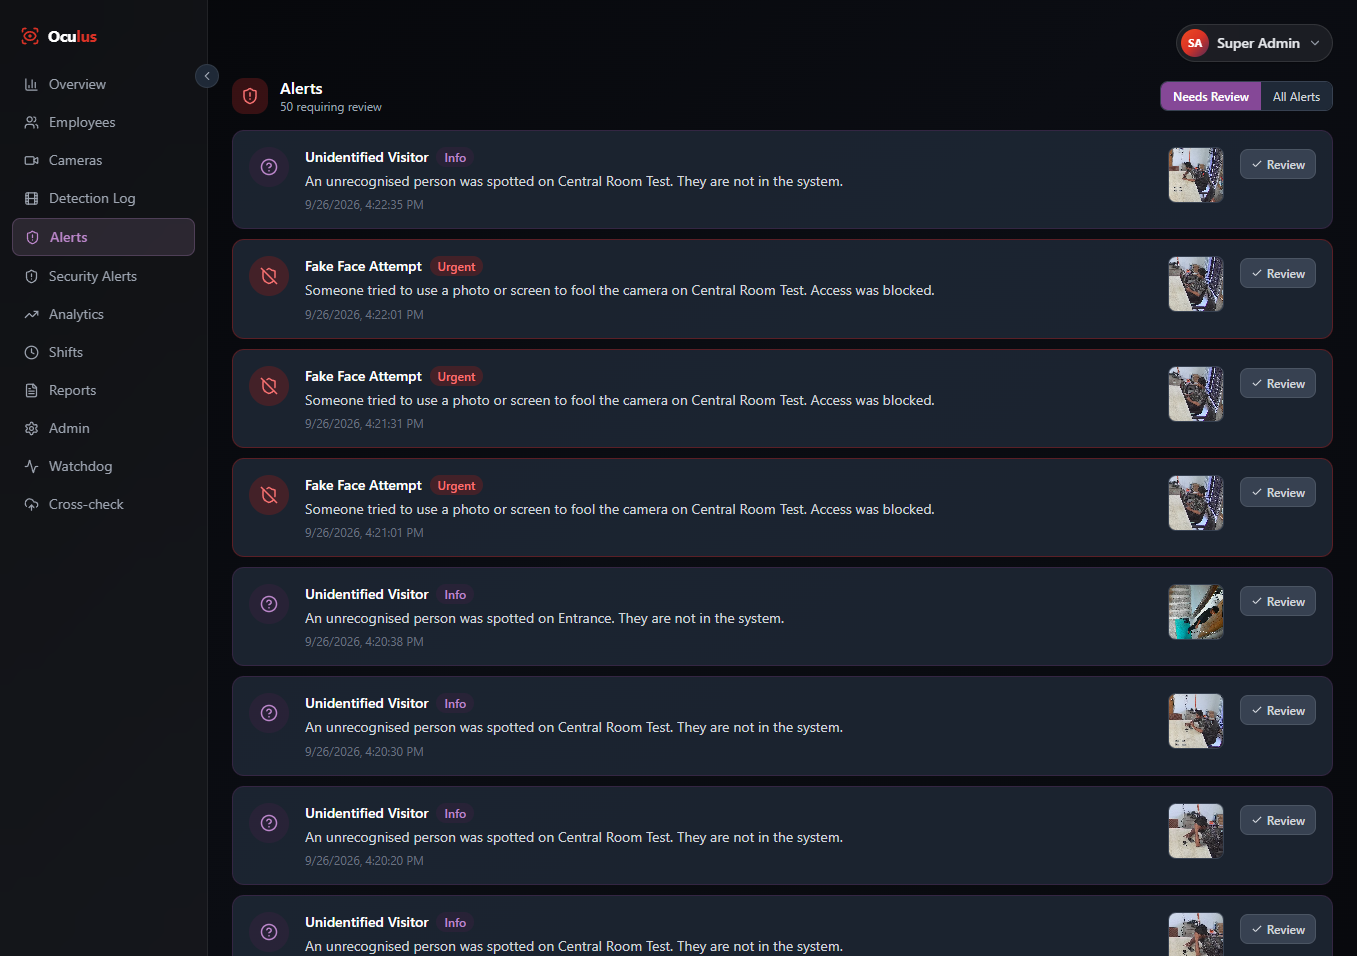 Oculus
Overview
Employees
Cameras
Detection Log
Alerts
Security Alerts
Analytics
Shifts
Reports
Admin
Watchdog
Cross-check
SA Super Admin
Alerts
50 requiring review
Needs Review All Alerts
Unidentified Visitor Info
An unrecognised person was spotted on Central Room Test. They are not in the system.
9/26/2026, 4:22:35 PM
Review
Fake Face Attempt Urgent
Someone tried to use a photo or screen to fool the camera on Central Room Test. Access was blocked.
9/26/2026, 4:22:01 PM
Review
Fake Face Attempt Urgent
Someone tried to use a photo or screen to fool the camera on Central Room Test. Access was blocked.
9/26/2026, 4:21:31 PM
Review
Fake Face Attempt Urgent
Someone tried to use a photo or screen to fool the camera on Central Room Test. Access was blocked.
9/26/2026, 4:21:01 PM
Review
Unidentified Visitor Info
An unrecognised person was spotted on Entrance. They are not in the system.
9/26/2026, 4:20:38 PM
Review
Unidentified Visitor Info
An unrecognised person was spotted on Central Room Test. They are not in the system.
9/26/2026, 4:20:30 PM
Review
Unidentified Visitor Info
An unrecognised person was spotted on Central Room Test. They are not in the system.
9/26/2026, 4:20:20 PM
Review
Unidentified Visitor Info
An unrecognised person was spotted on Central Room Test. They are not in the system.
Review